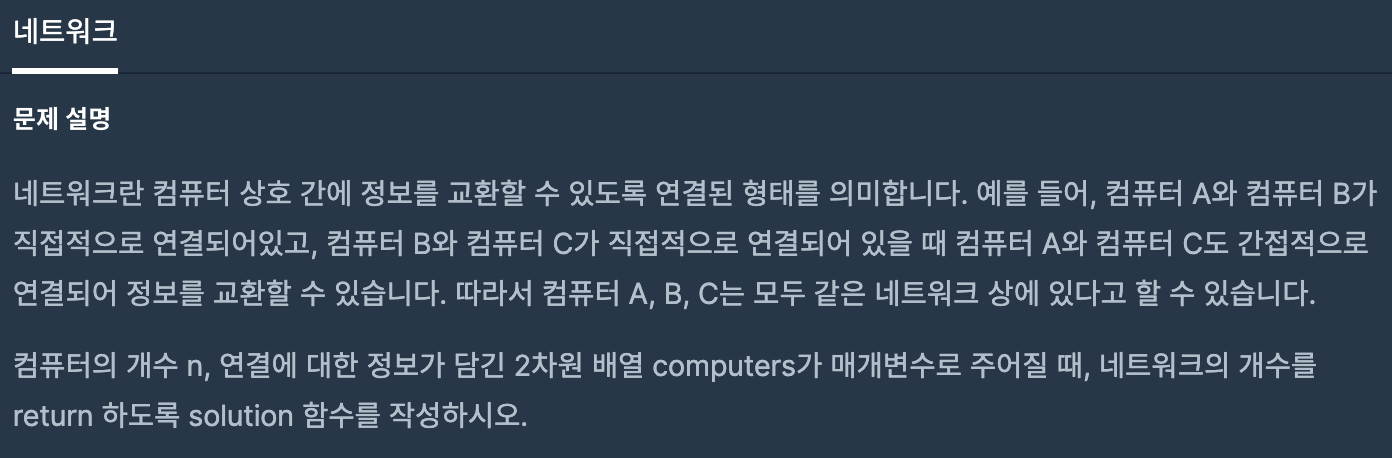 네트워크
문제 설명
네트워크란 컴퓨터 상호 간에 정보를 교환할 수 있도록 연결된 형태를 의미합니다. 예를 들어, 컴퓨터 A와 컴퓨터 B가
직접적으로 연결되어있고, 컴퓨터 B와 컴퓨터 C가 직접적으로 연결되어 있을 때 컴퓨터 A와 컴퓨터 C도 간접적으로
연결되어 정보를 교환할 수 있습니다. 따라서 컴퓨터 A, B, C는 모두 같은 네트워크 상에 있다고 할 수 있습니다.
컴퓨터의 개수 n, 연결에 대한 정보가 담긴 2차원 배열 computers가 매개변수로 주어질 때, 네트워크의 개수를
return 하도록 solution 함수를 작성하시오.